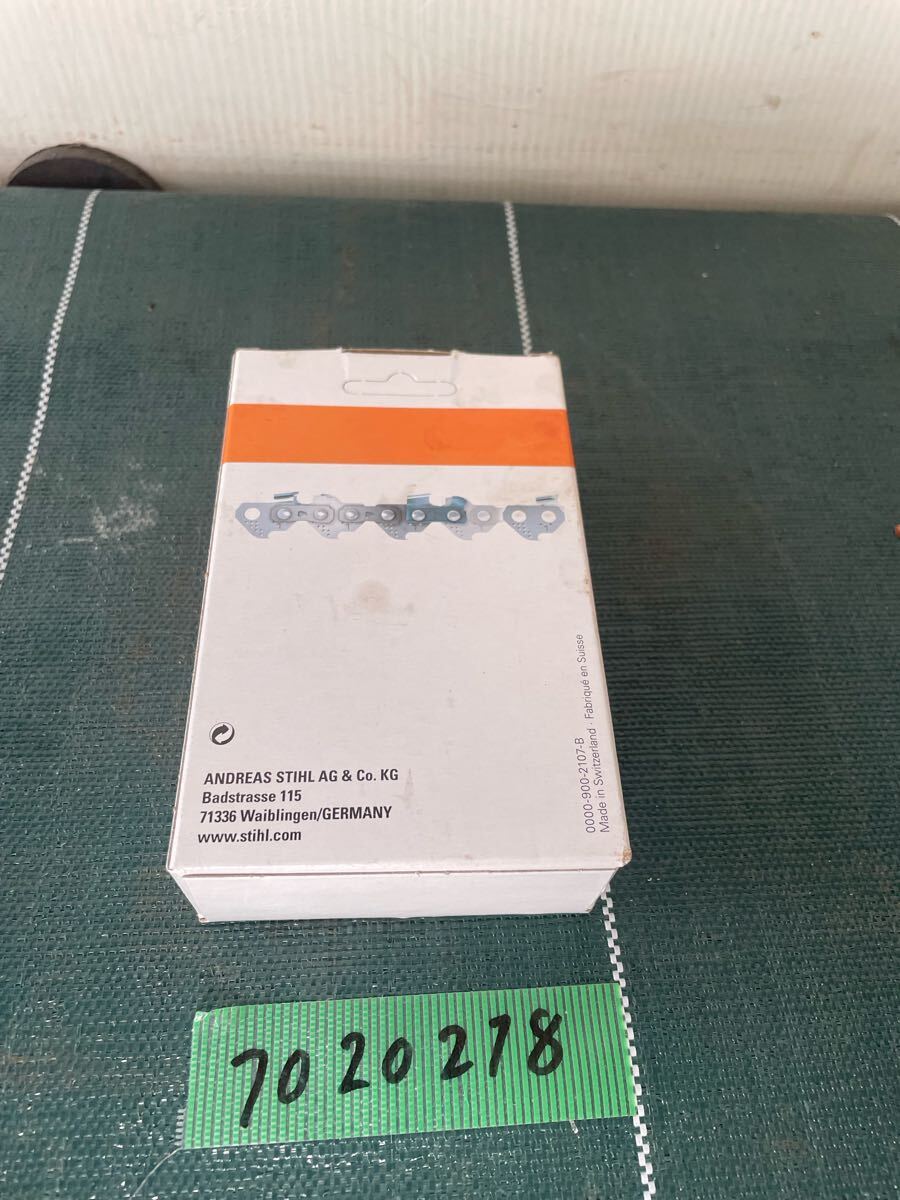 ANDREAS STIHL AG & Co. KG
Badstrasse 115
71336 Waiblingen/GERMANY
www.stihl.com
0000-900-2107-B
Made in Switzerland · Fabriqué en Suisse
7020278